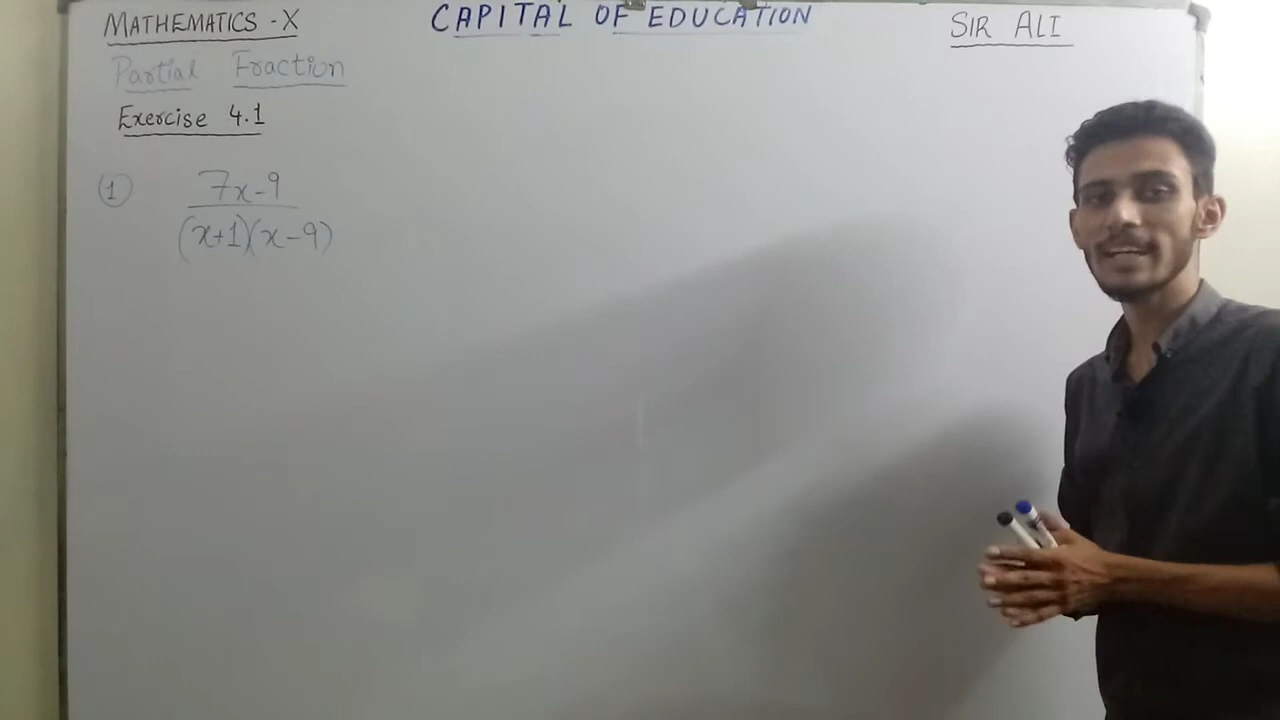 MATHEMATICS - X
CAPITAL OF EDUCATION
SIR ALI
Partial Fraction
Exercise 4.1
① 7x-9
(x+1)(x-9)